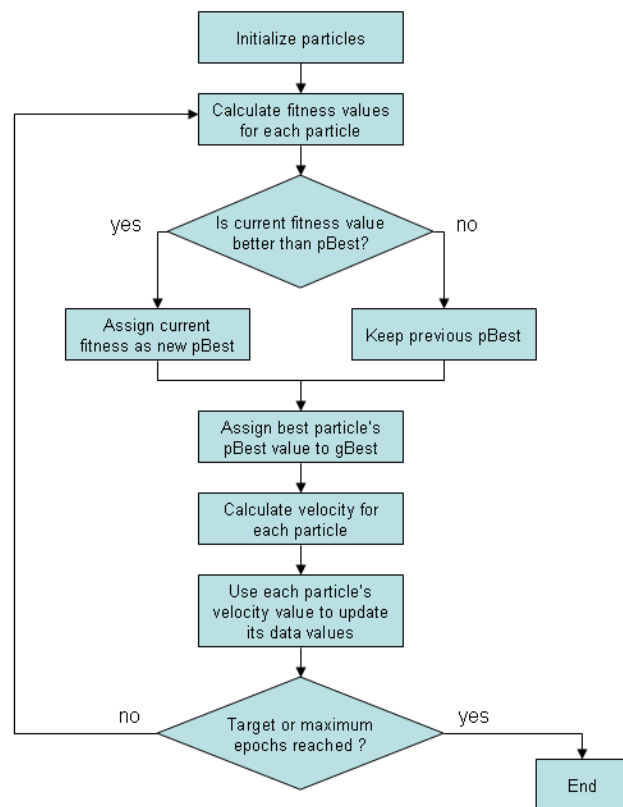 Initialize particles
Calculate fitness values
for each particle
Is current fitness value
better than pBest?
yes
no
Assign current
fitness as new pBest
Keep previous pBest
Assign best particle's
pBest value to gBest
Calculate velocity for
each particle
Use each particle's
velocity value to update
its data values
Target or maximum
epochs reached ?
no
yes
End